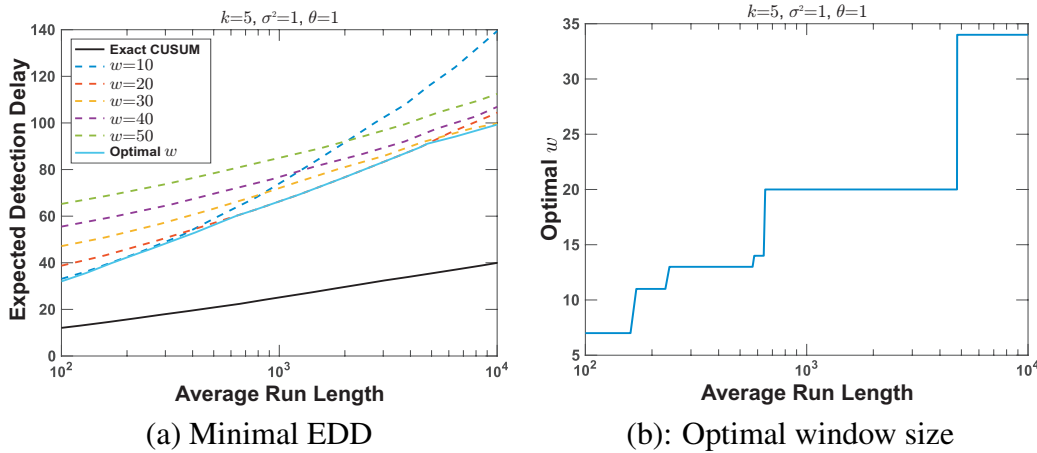 k=5, σ²=1, θ=1
Expected Detection Delay
140
120
100
80
60
40
20
0
Exact CUSUM
w=10
w=20
w=30
w=40
w=50
Optimal w
10² 10³ 10⁴
Average Run Length
(a) Minimal EDD
k=5, σ²=1, θ=1
Optimal w
35
30
25
20
15
10
5
10² 10³ 10⁴
Average Run Length
(b): Optimal window size